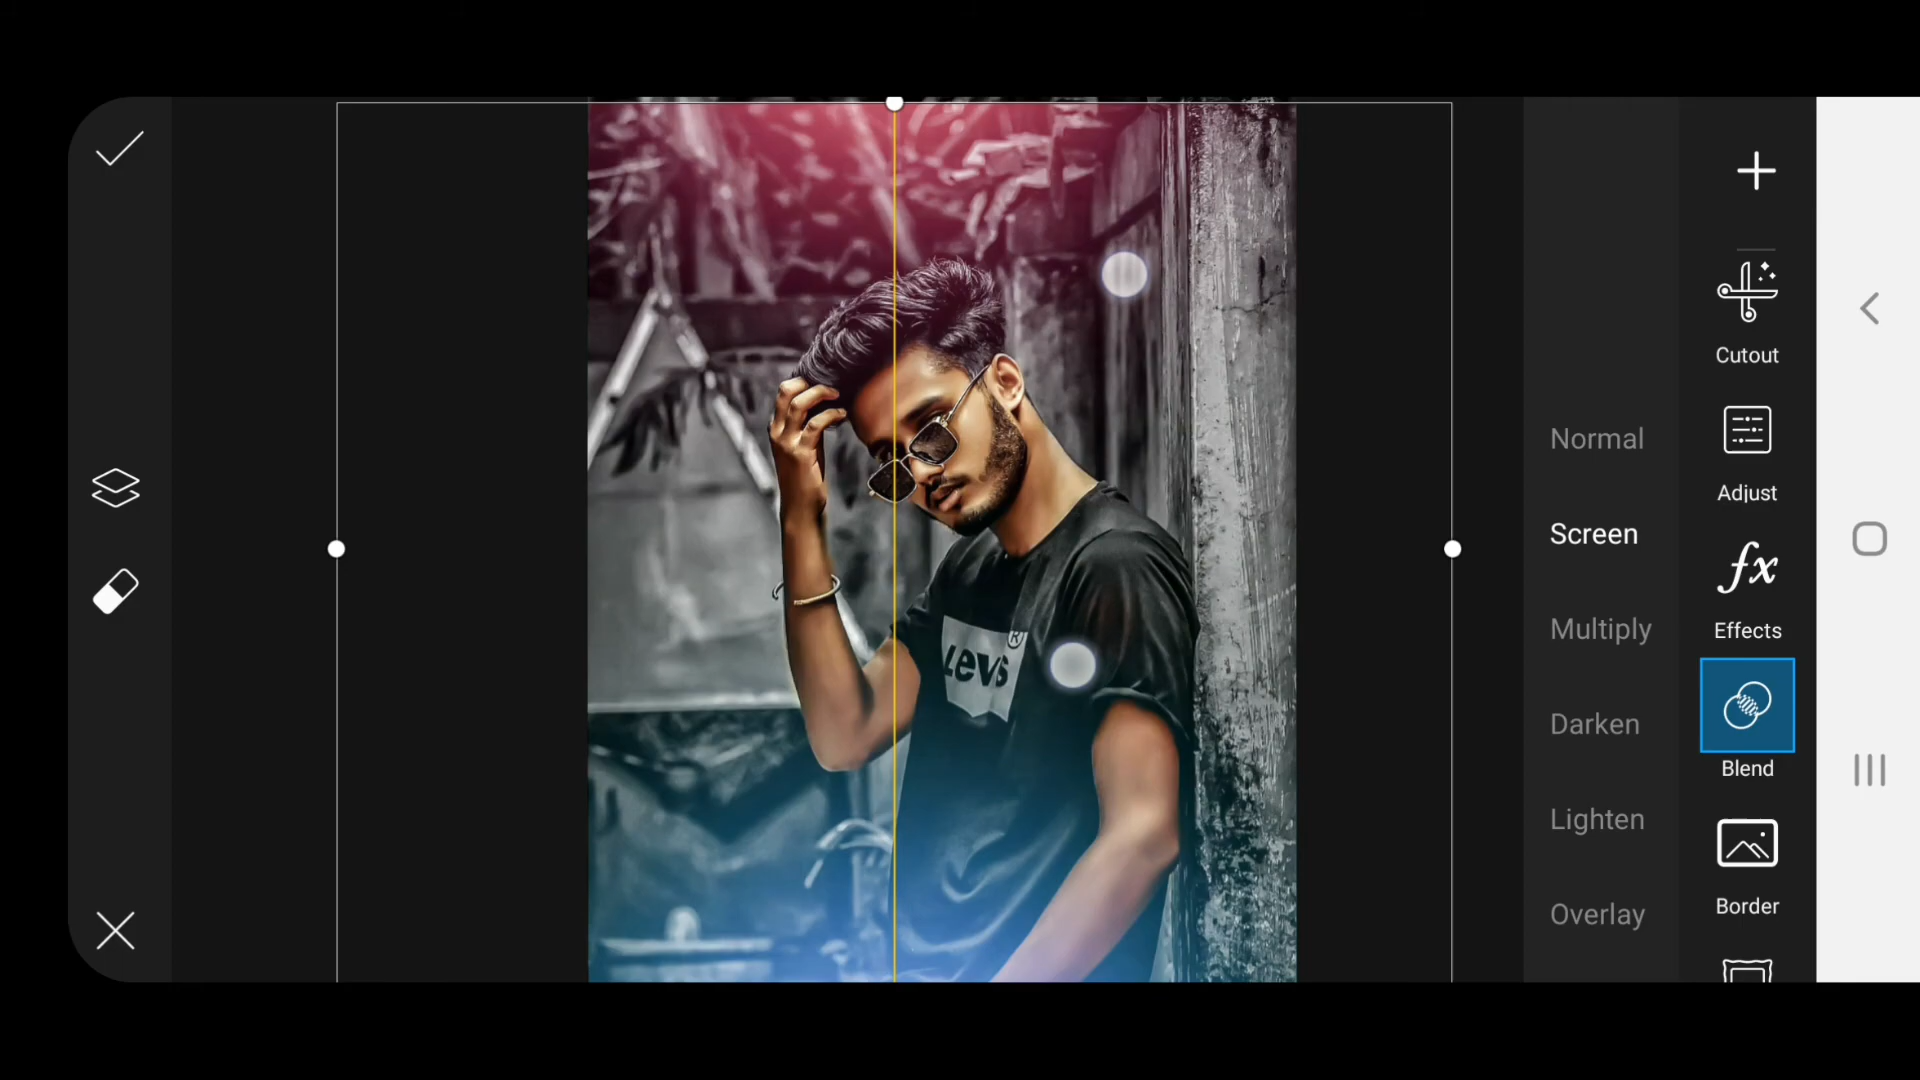 Cutout
Normal
Adjust
Screen
Effects
Multiply
Darken
Blend
Lighten
Border
Overlay
Levi's®